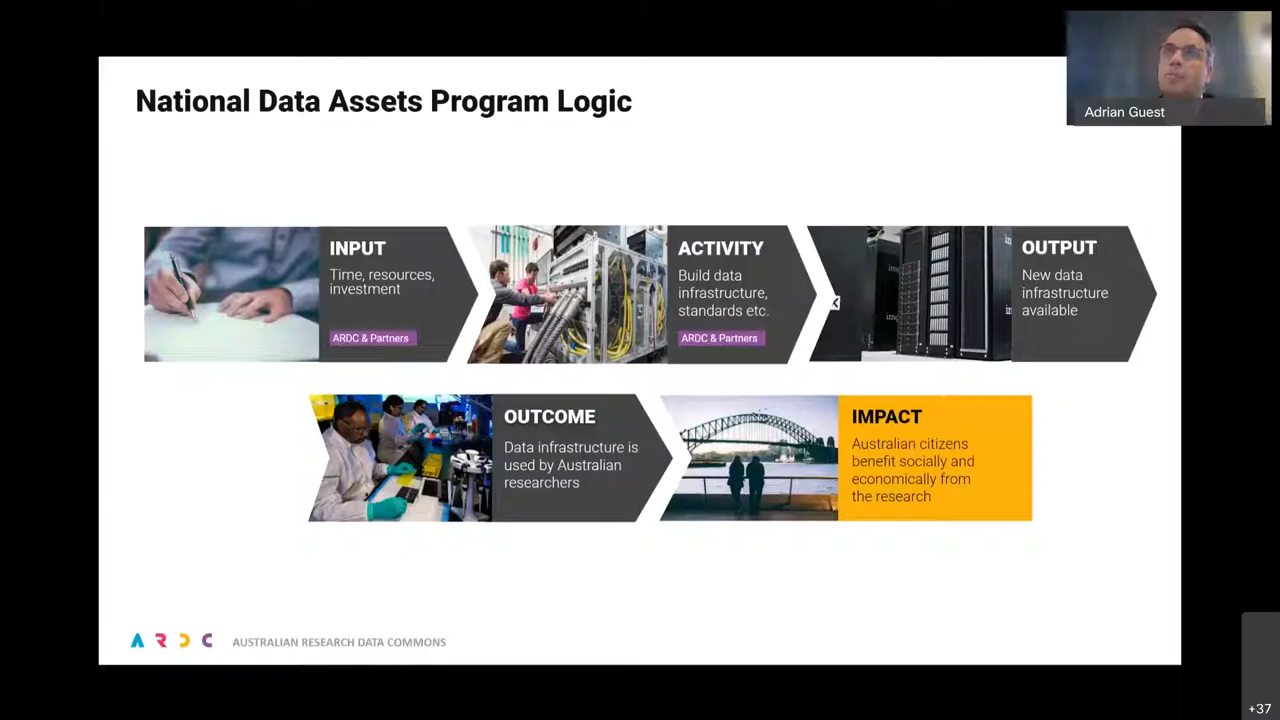 National Data Assets Program Logic
Adrian Guest
INPUT
Time, resources,
investment
ARDC & Partners
ACTIVITY
Build data
infrastructure,
standards etc.
ARDC & Partners
OUTPUT
New data
infrastructure
available
OUTCOME
Data infrastructure is
used by Australian
researchers
IMPACT
Australian citizens
benefit socially and
economically from
the research
ARDC AUSTRALIAN RESEARCH DATA COMMONS
+37